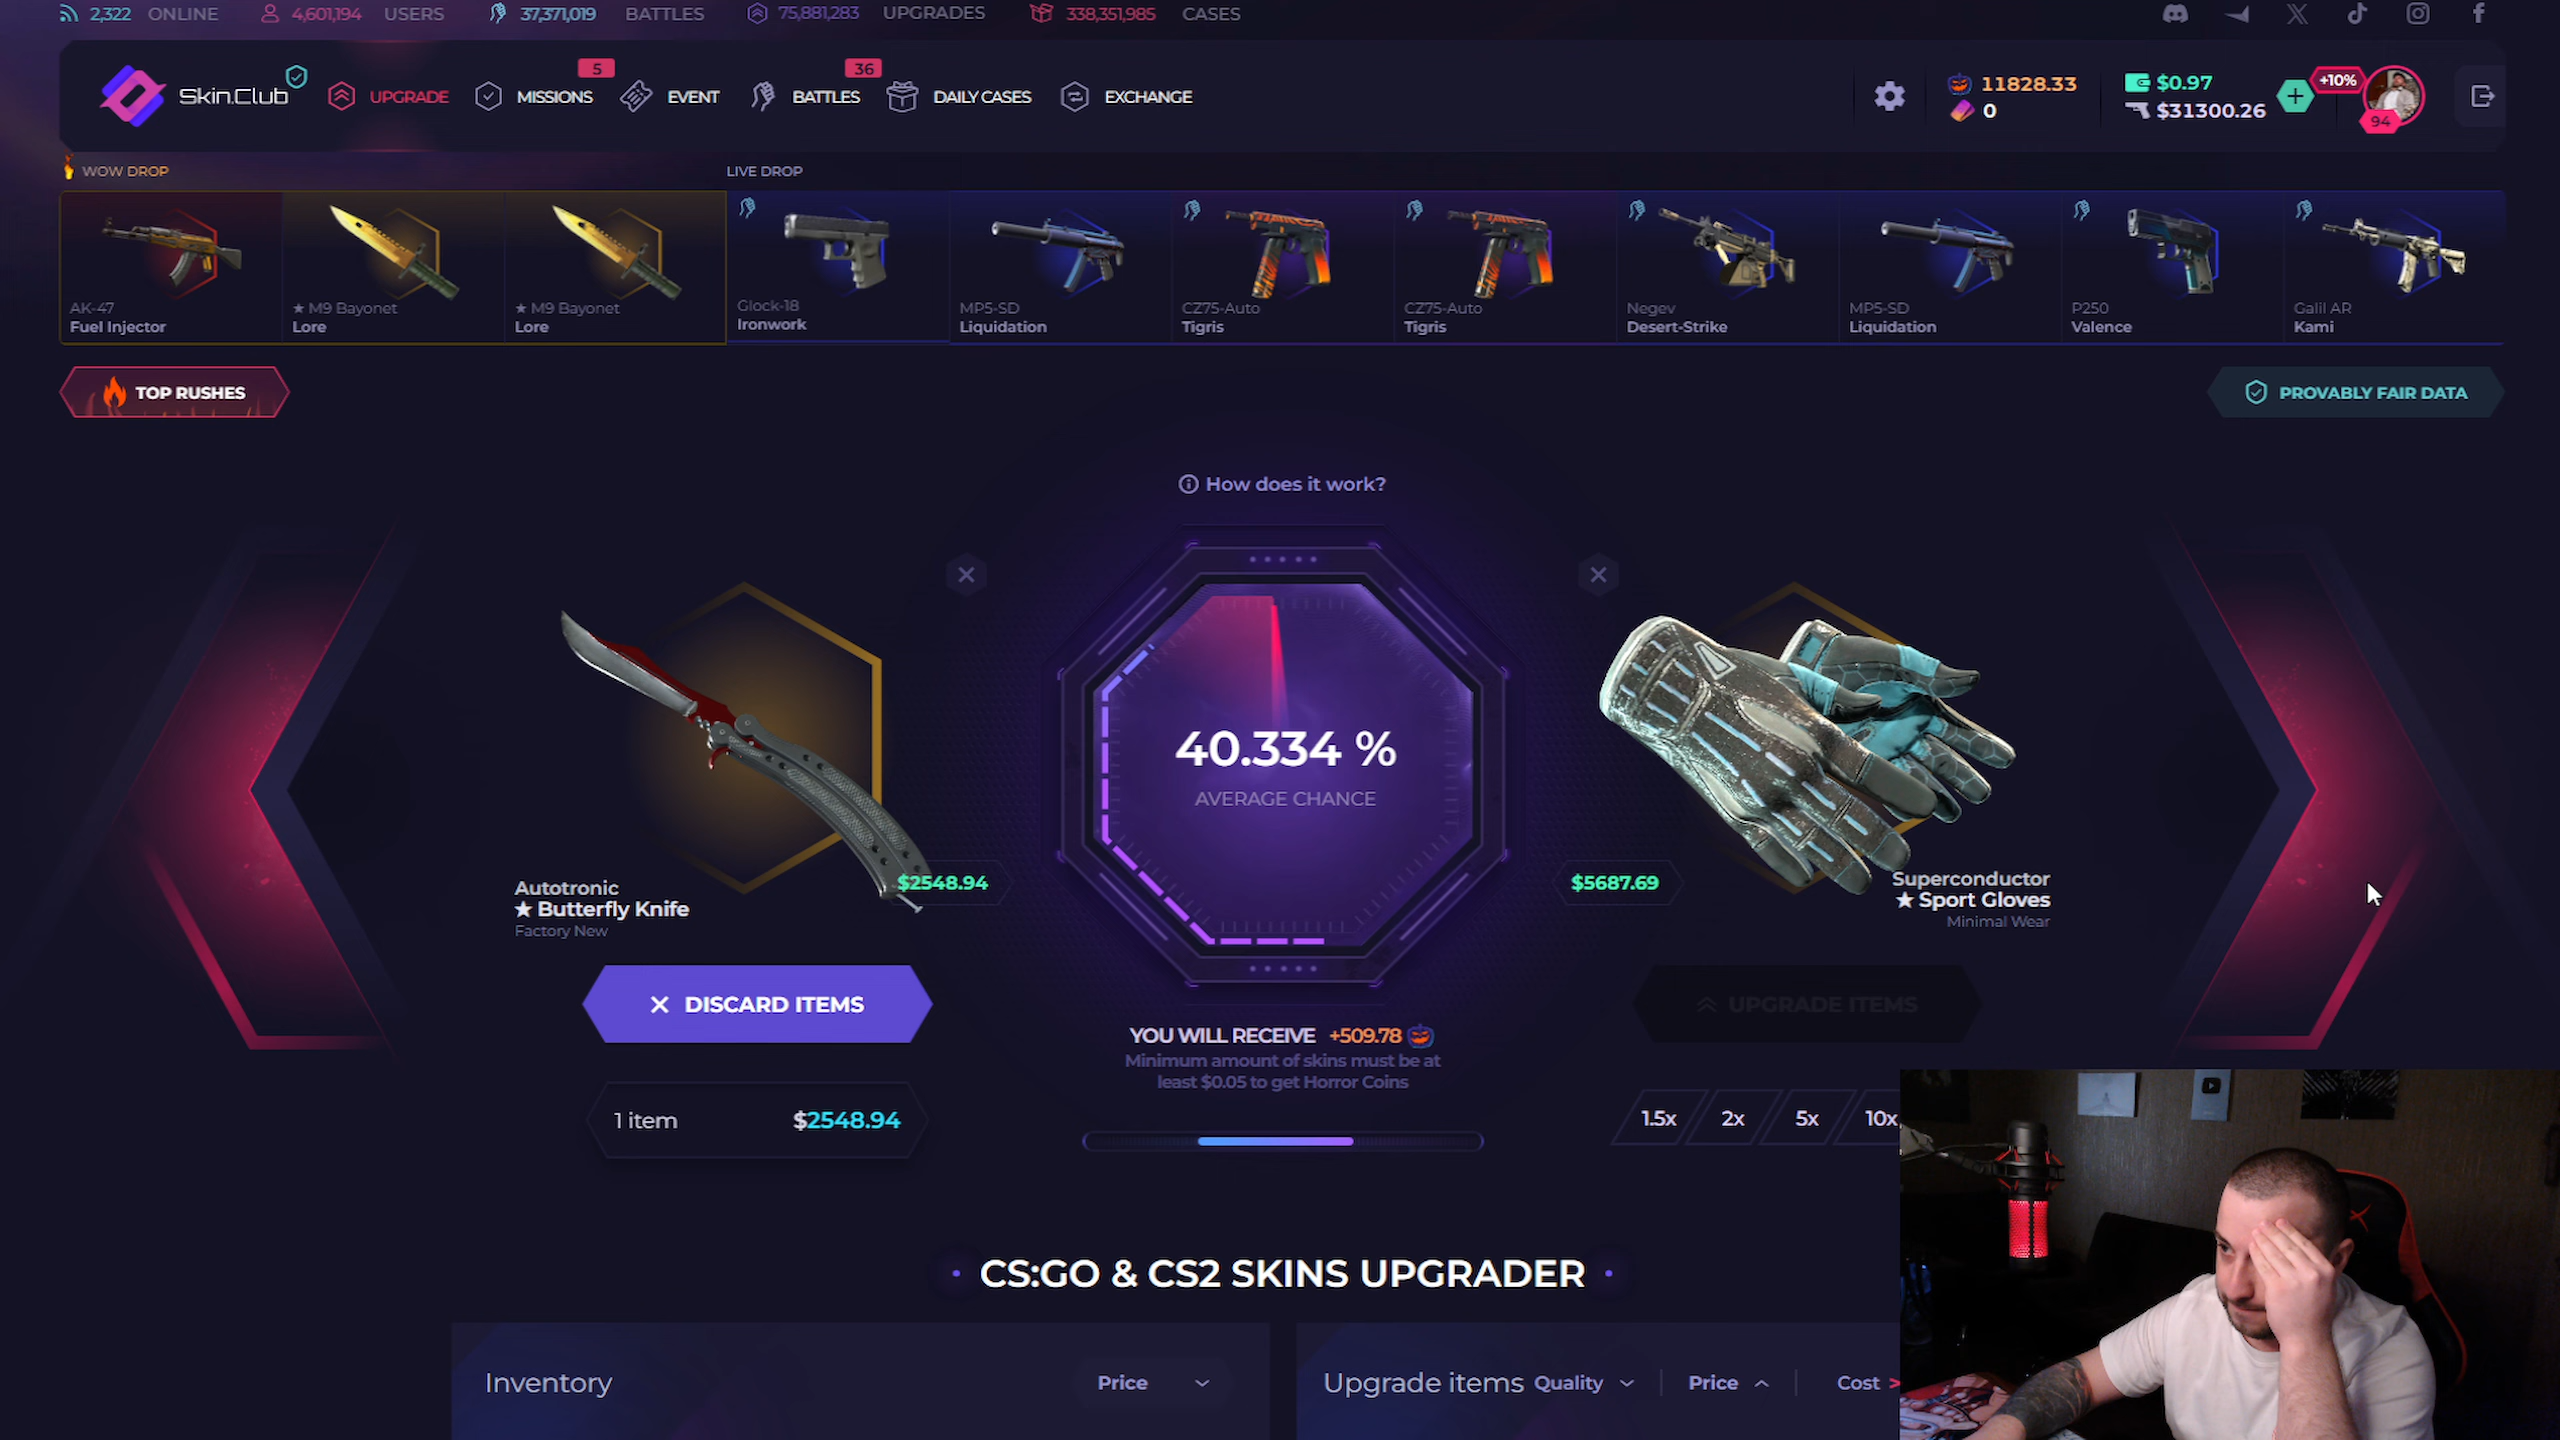 2,322 ONLINE 4,601,194 USERS 37,371,019 BATTLES 75,881,283 UPGRADES 338,351,985 CASES
Skin.Club UPGRADE MISSIONS 5 EVENT BATTLES 36 DAILY CASES EXCHANGE
11828.33 $0.97 +10%
0 $31300.26 94
WOW DROP LIVE DROP
AK-47
Fuel Injector
★ M9 Bayonet
Lore
★ M9 Bayonet
Lore
Glock-18
Ironwork
MP5-SD
Liquidation
CZ75-Auto
Tigris
CZ75-Auto
Tigris
Negev
Desert-Strike
MP5-SD
Liquidation
P250
Valence
Galil AR
Kami
TOP RUSHES
PROVABLY FAIR DATA
How does it work?
40.334 %
AVERAGE CHANCE
$2548.94
$5687.69
Autotronic
★ Butterfly Knife
Factory New
Superconductor
★ Sport Gloves
Minimal Wear
DISCARD ITEMS
UPGRADE ITEMS
YOU WILL RECEIVE +509.78
Minimum amount of skins must be at
least $0.05 to get Horror Coins
1 item $2548.94
1.5x 2x 5x 10x
CS:GO & CS2 SKINS UPGRADER
Inventory Price
Upgrade items Quality Price Cost >